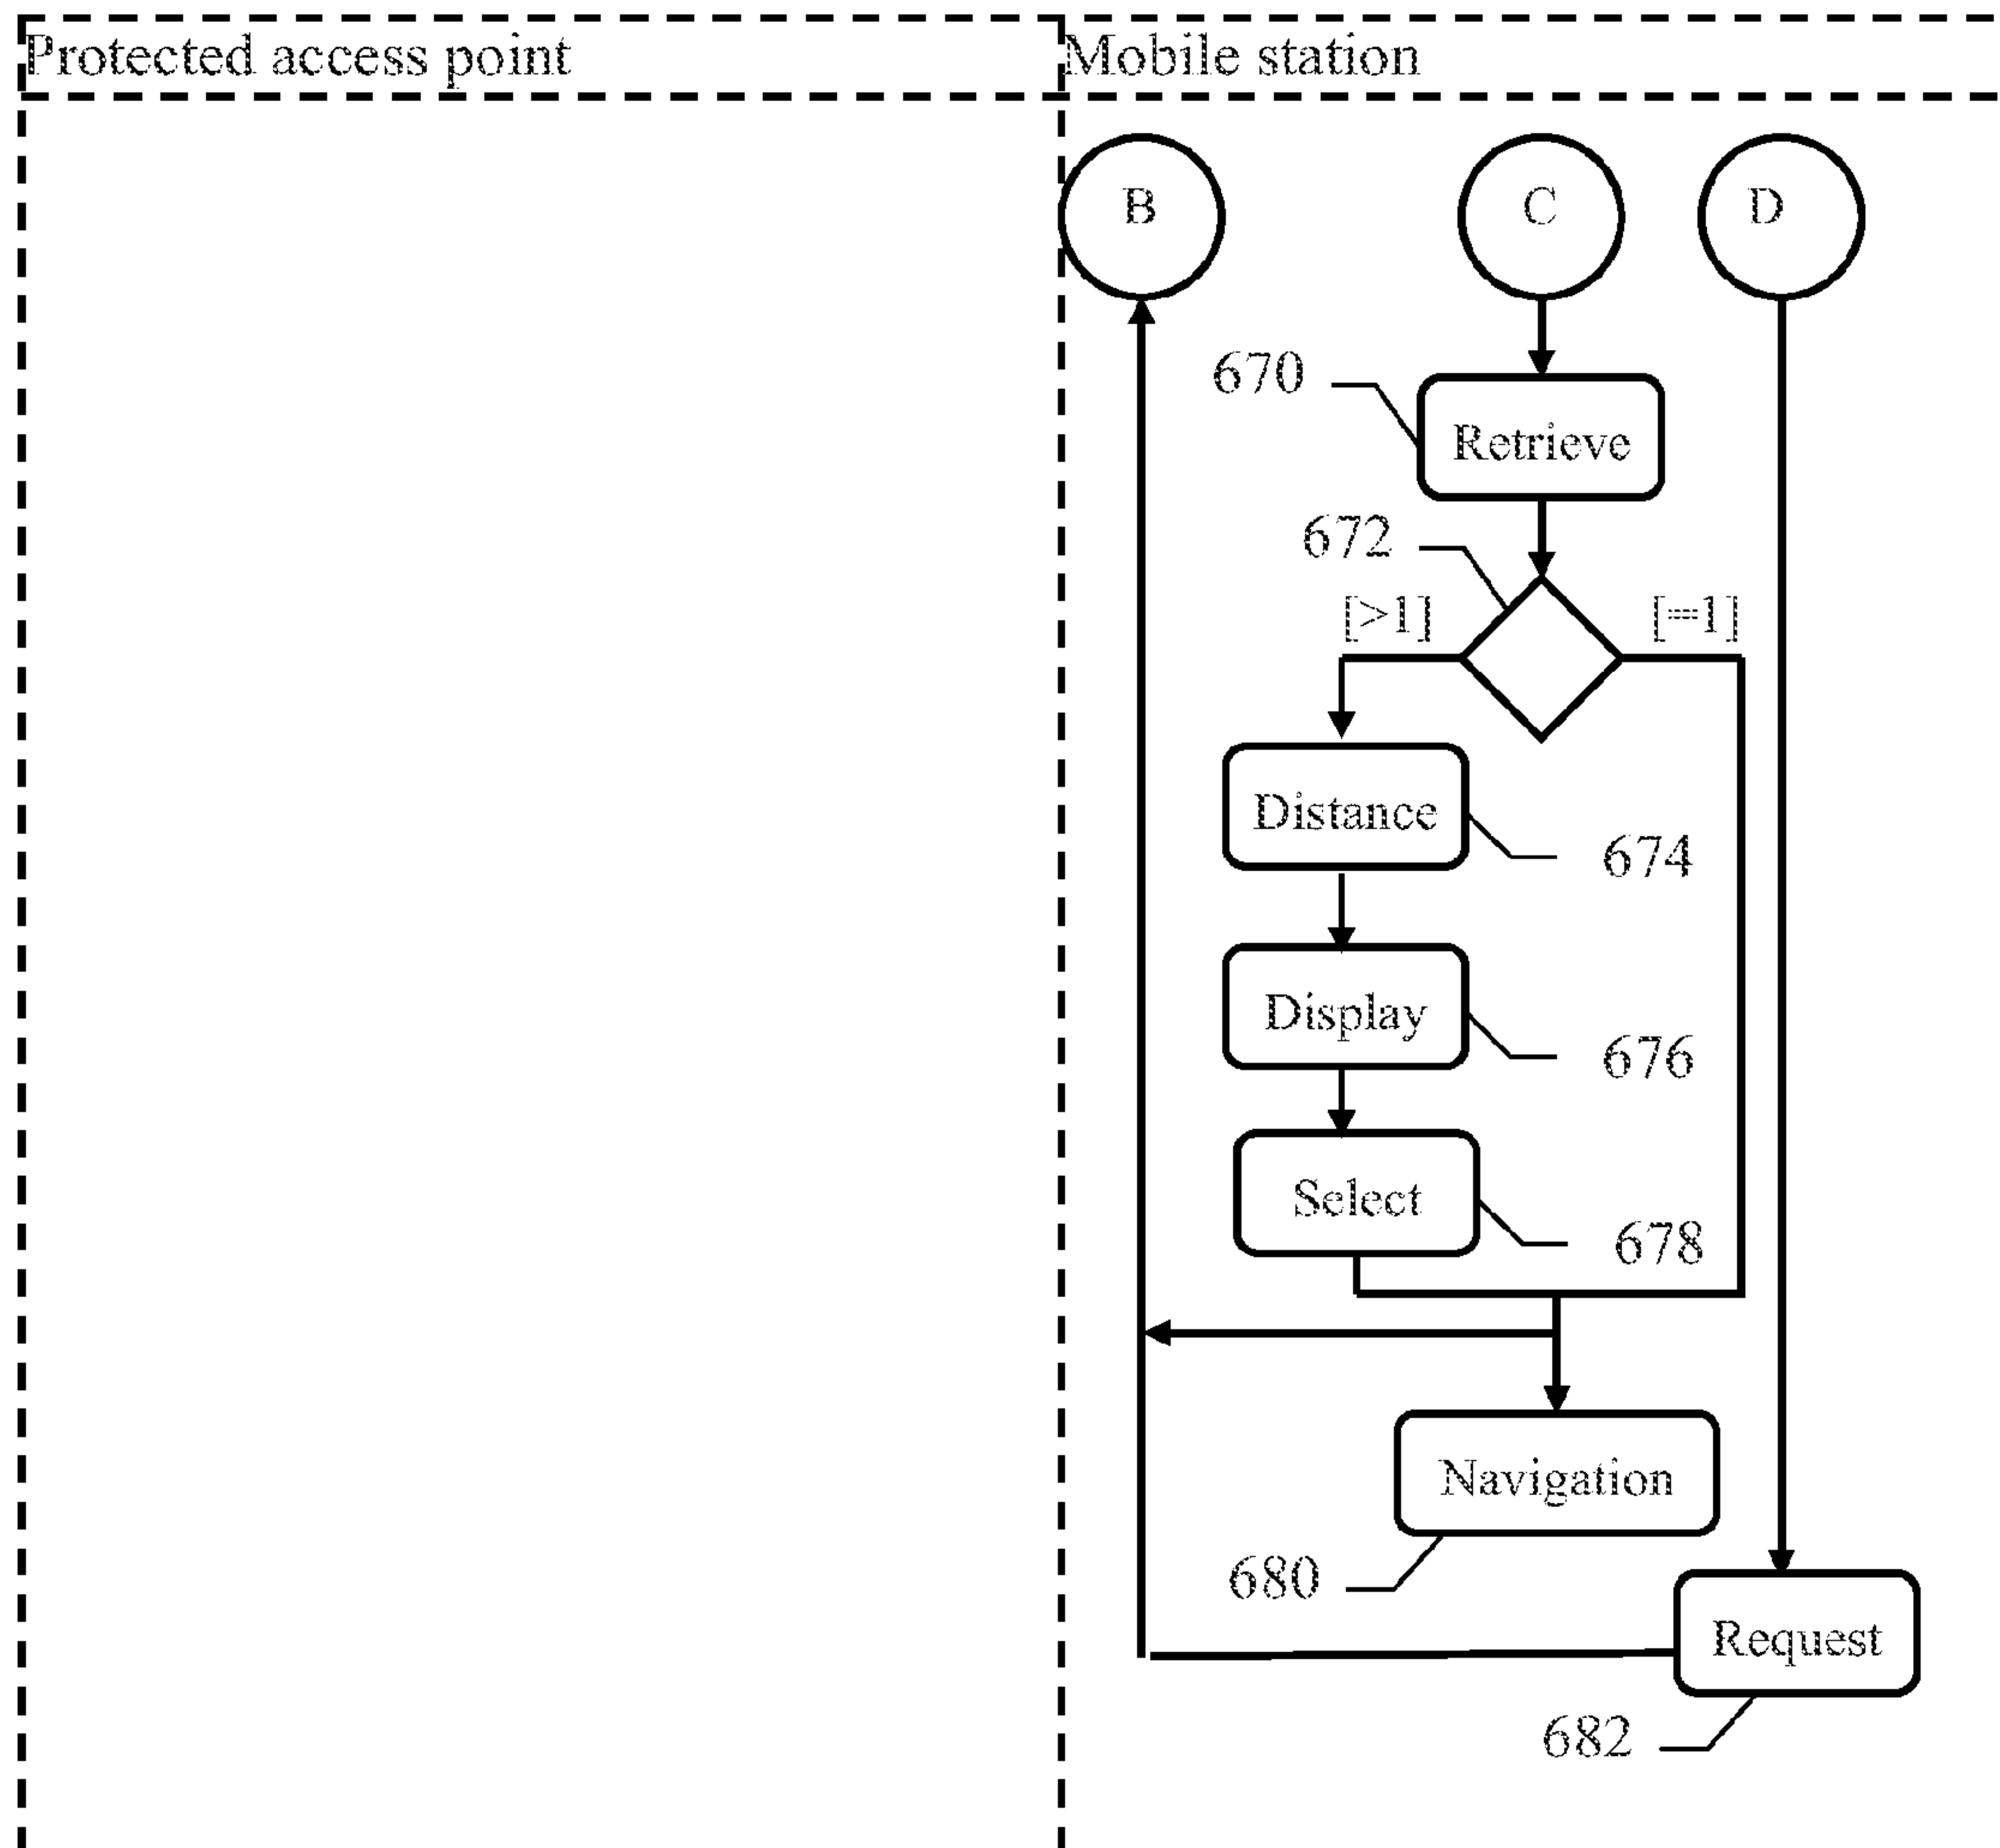 Protected access point
Mobile station
B
C
D
670
Retrieve
672
[>1]
[==1]
Distance
674
Display
676
Select
678
Navigation
680
Request
682